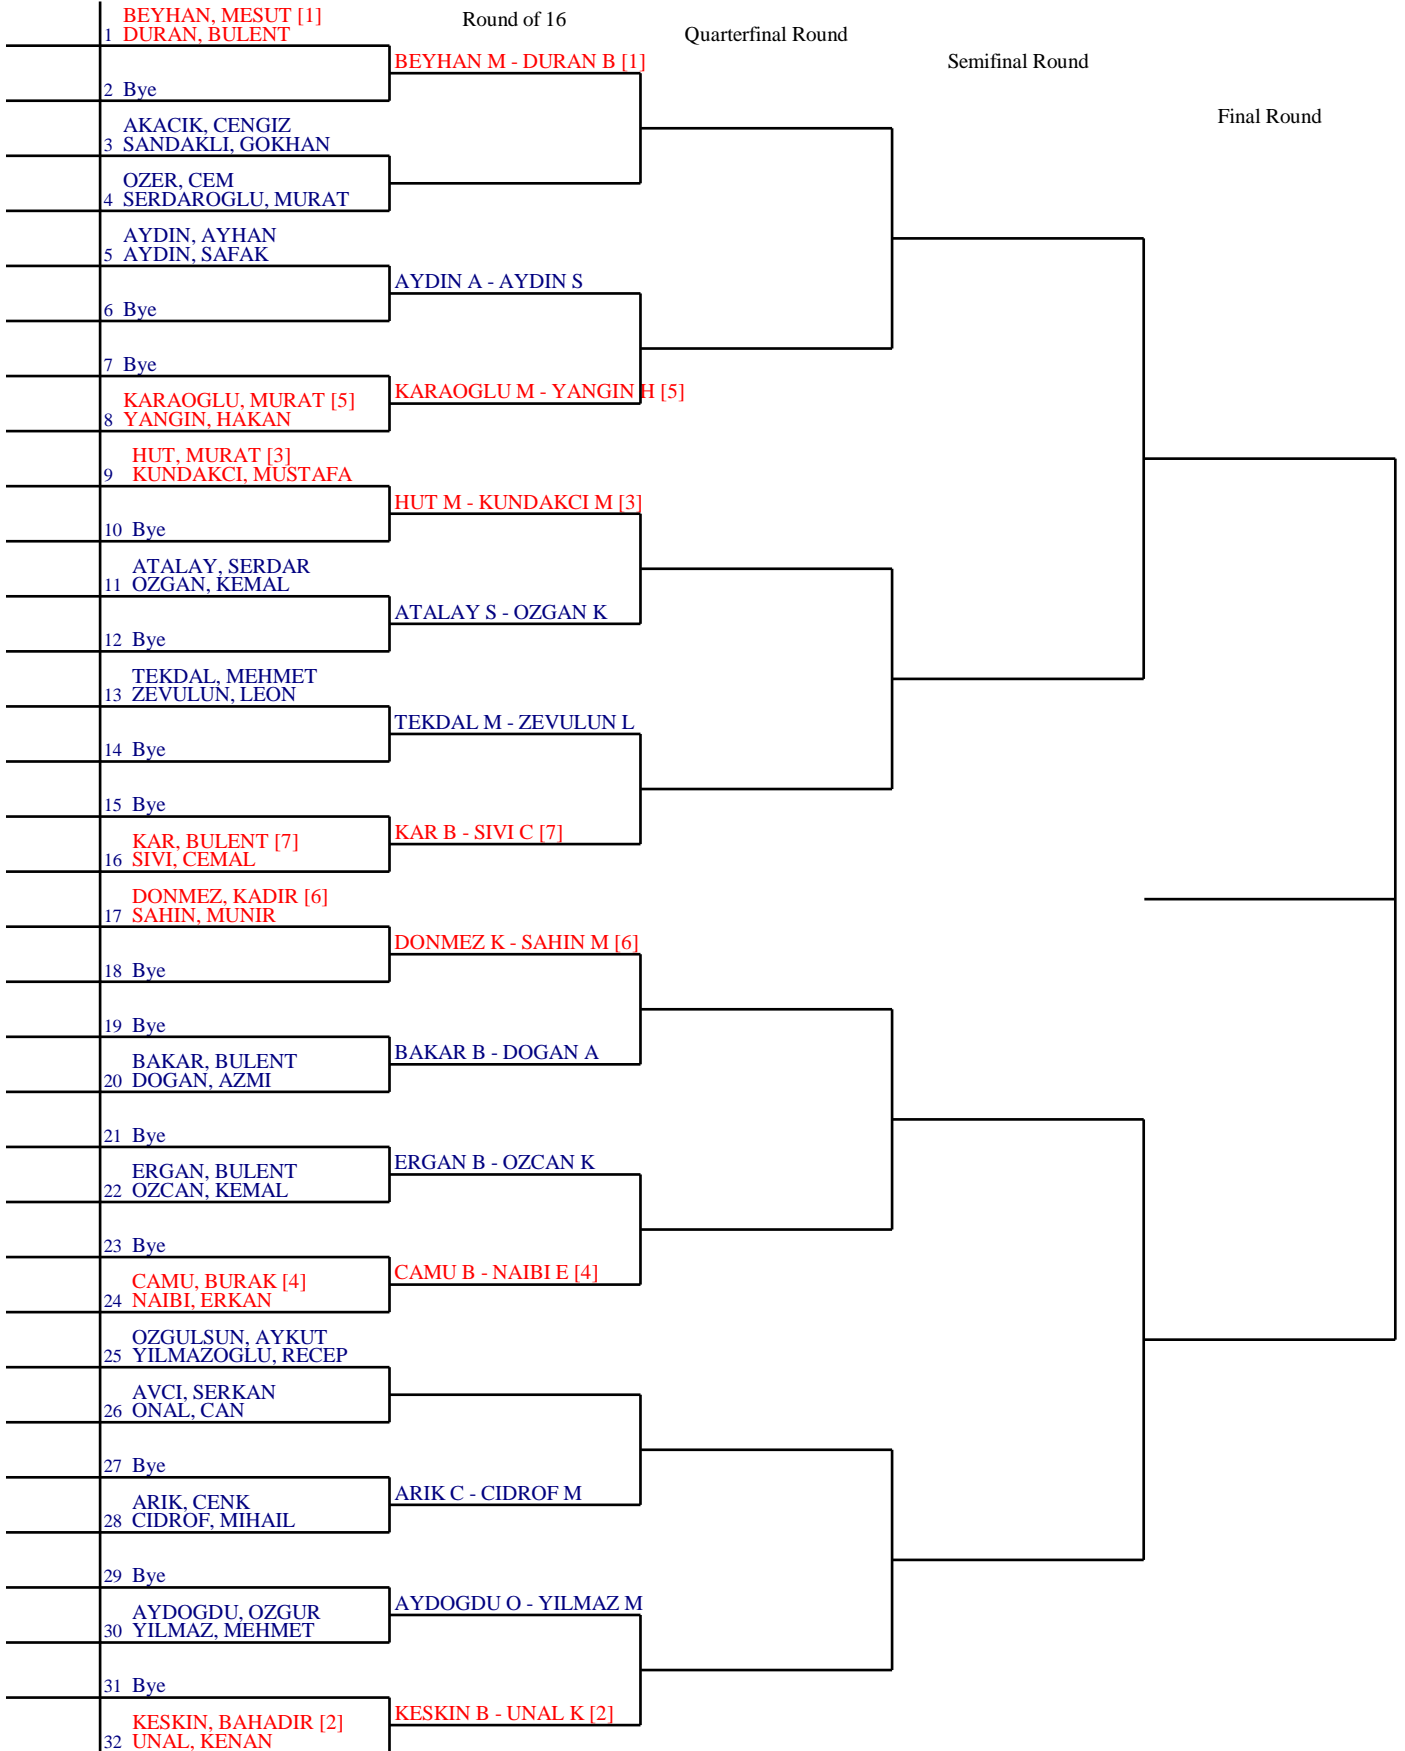 Round of 16
Quarterfinal Round
Semifinal Round
Final Round
BEYHAN, MESUT [1]
1 DURAN, BULENT
BEYHAN M - DURAN B [1]
2 Bye
AKACIK, CENGIZ
3 SANDAKLI, GOKHAN
OZER, CEM
4 SERDAROGLU, MURAT
AYDIN, AYHAN
5 AYDIN, SAFAK
AYDIN A - AYDIN S
6 Bye
7 Bye
KARAOGLU M - YANGIN H [5]
KARAOGLU, MURAT [5]
8 YANGIN, HAKAN
HUT, MURAT [3]
9 KUNDAKCI, MUSTAFA
HUT M - KUNDAKCI M [3]
10 Bye
ATALAY, SERDAR
11 OZGAN, KEMAL
ATALAY S - OZGAN K
12 Bye
TEKDAL, MEHMET
13 ZEVULUN, LEON
TEKDAL M - ZEVULUN L
14 Bye
15 Bye
KAR B - SIVI C [7]
KAR, BULENT [7]
16 SIVI, CEMAL
DONMEZ, KADIR [6]
17 SAHIN, MUNIR
DONMEZ K - SAHIN M [6]
18 Bye
19 Bye
BAKAR B - DOGAN A
BAKAR, BULENT
20 DOGAN, AZMI
21 Bye
ERGAN B - OZCAN K
ERGAN, BULENT
22 OZCAN, KEMAL
23 Bye
CAMU B - NAIBI E [4]
CAMU, BURAK [4]
24 NAIBI, ERKAN
OZGULSUN, AYKUT
25 YILMAZOGLU, RECEP
AVCI, SERKAN
26 ONAL, CAN
27 Bye
ARIK C - CIDROF M
ARIK, CENK
28 CIDROF, MIHAIL
29 Bye
AYDOGDU O - YILMAZ M
AYDOGDU, OZGUR
30 YILMAZ, MEHMET
31 Bye
KESKIN B - UNAL K [2]
KESKIN, BAHADIR [2]
32 UNAL, KENAN